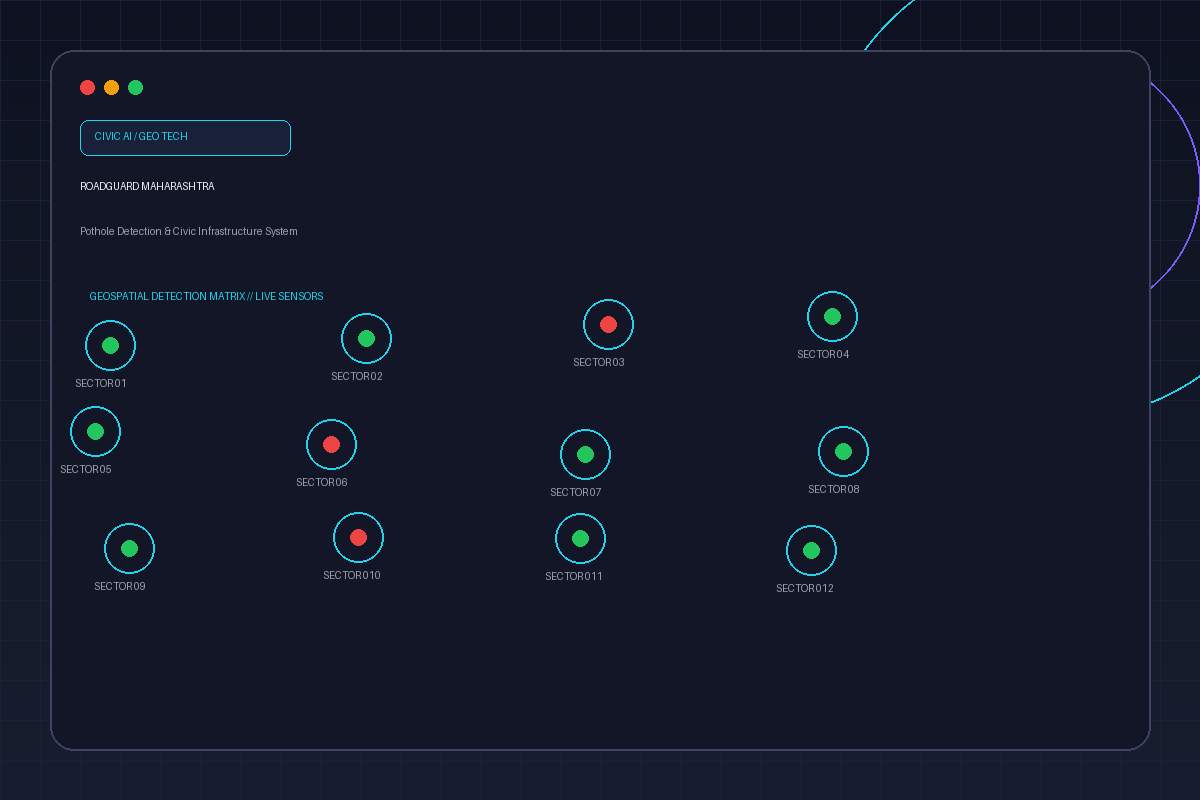 CIVIC AI / GEO TECH
ROADGUARD MAHARASHTRA
Pothole Detection & Civic Infrastructure System
GEOSPATIAL DETECTION MATRIX // LIVE SENSORS
SECTOR01
SECTOR02
SECTOR03
SECTOR04
SECTOR05
SECTOR06
SECTOR07
SECTOR08
SECTOR09
SECTOR010
SECTOR011
SECTOR012